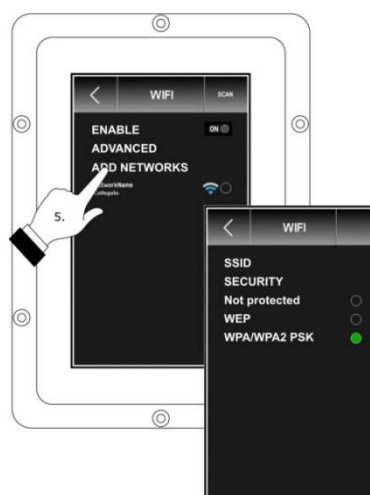 WIFI
SCAN
ENABLE
ON
ADVANCED
ADD NETWORKS
5.
WIFI
SSID
SECURITY
Not protected
WEP
WPA/WPA2 PSK